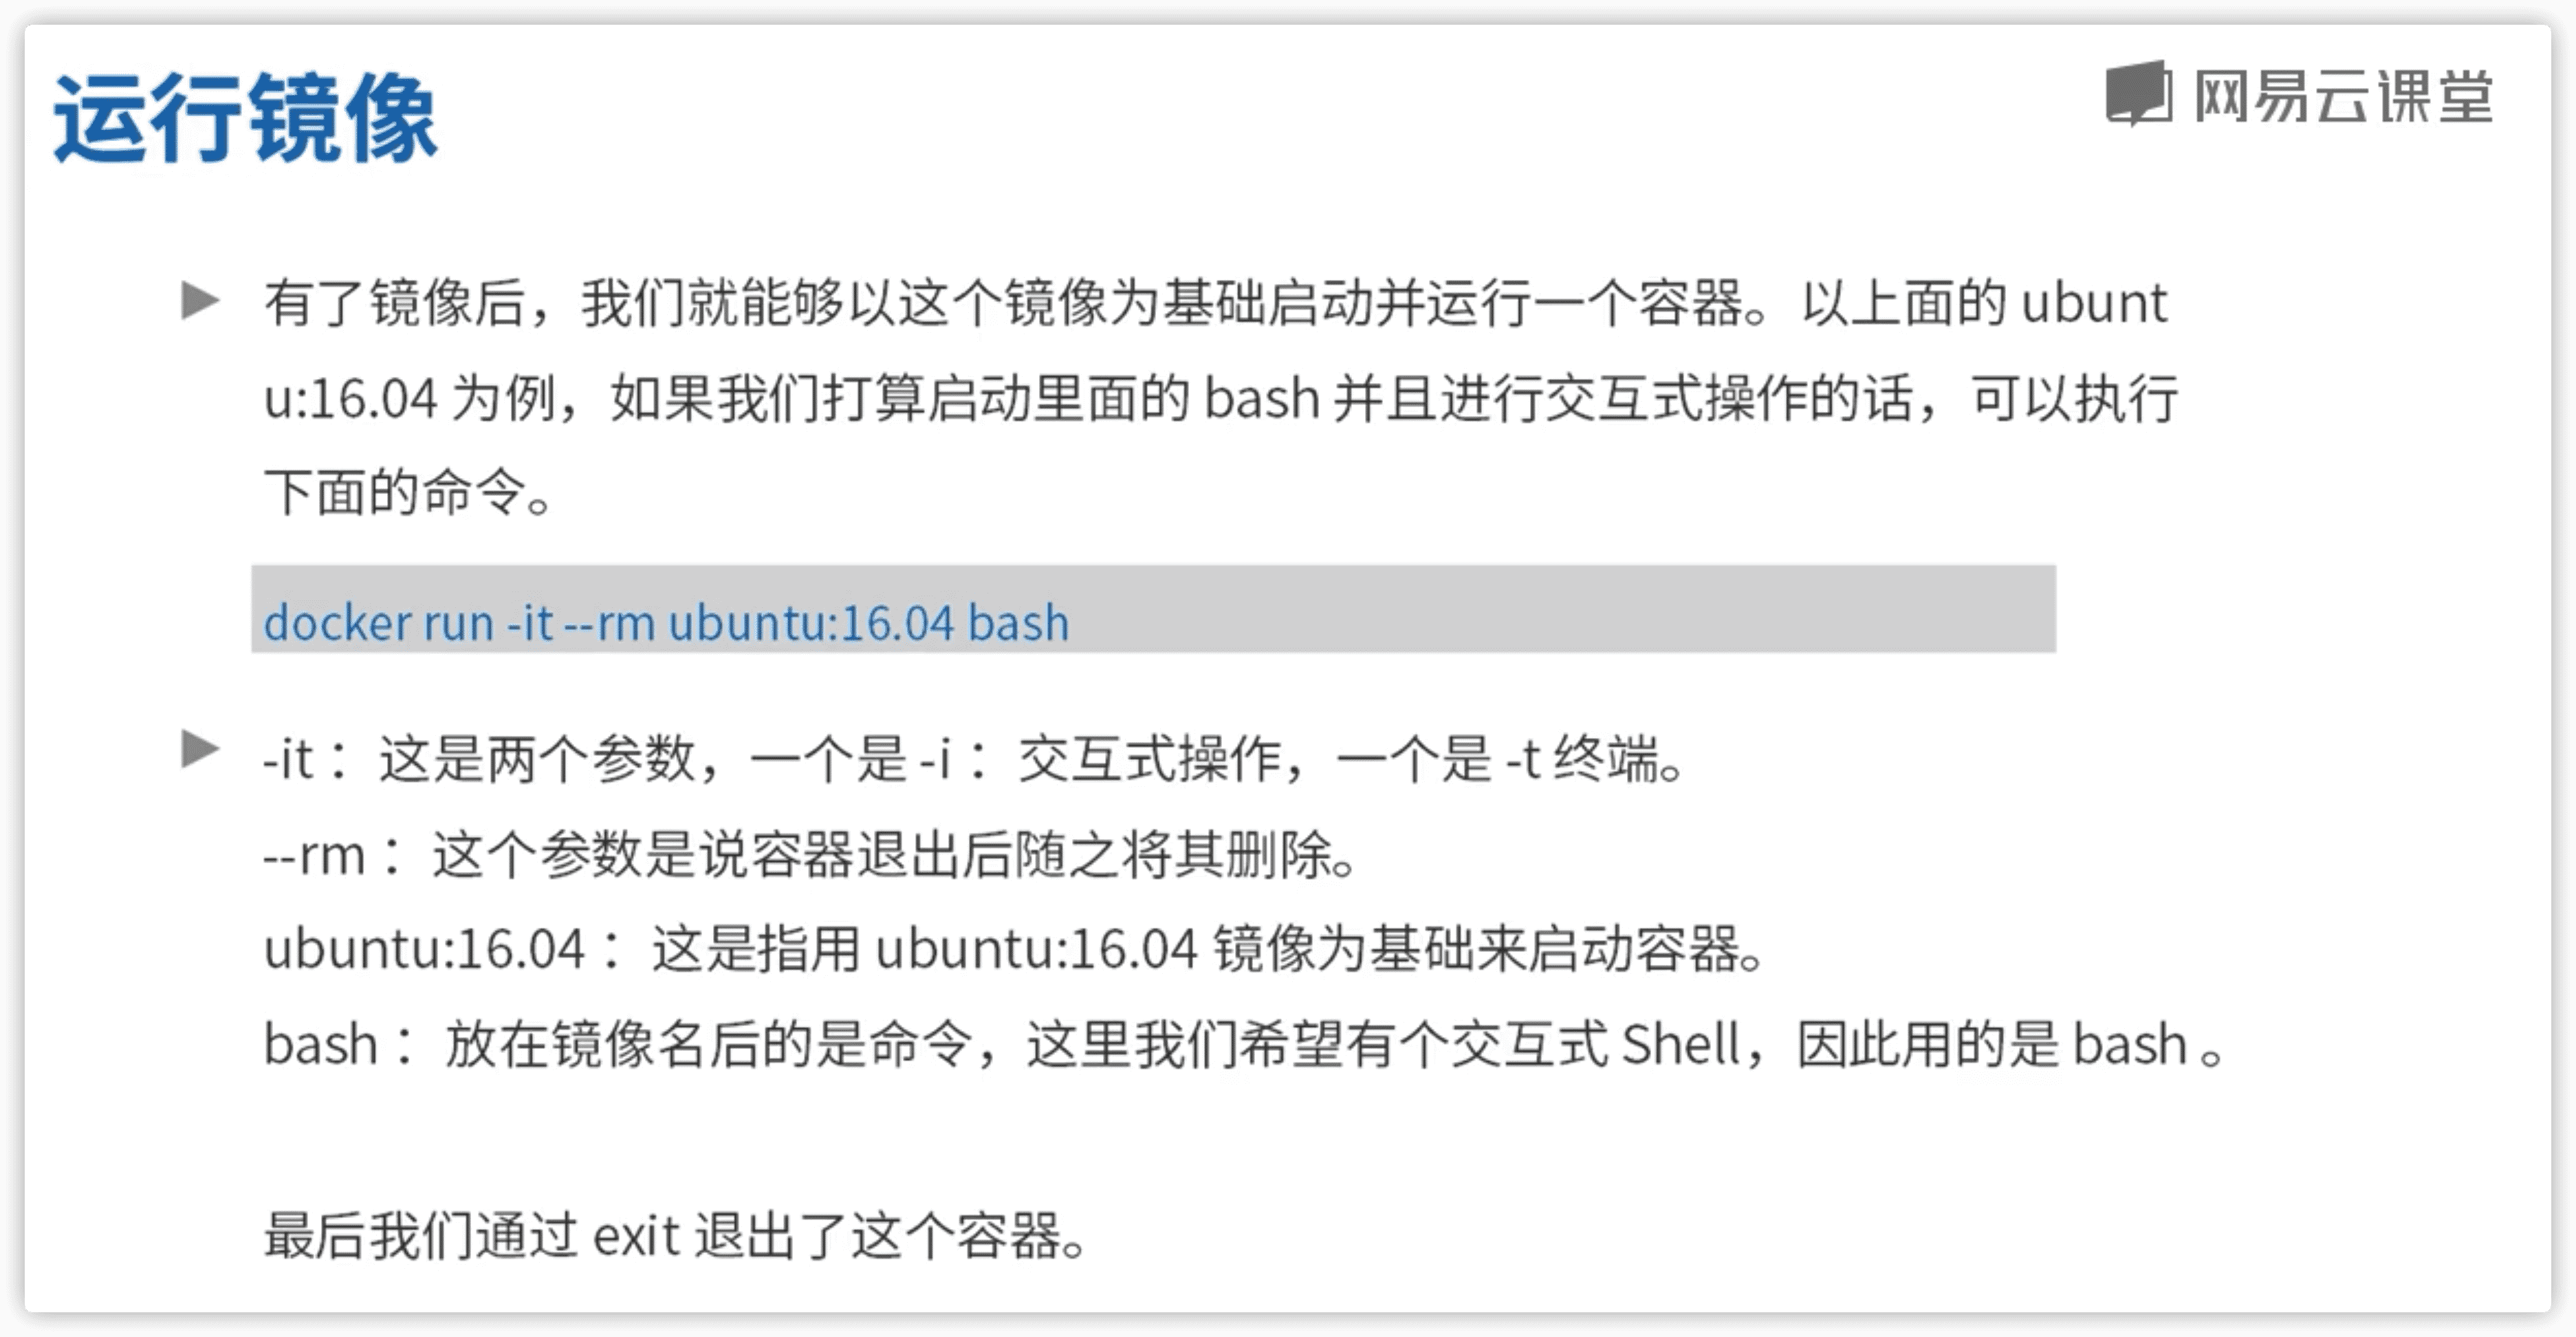 运行镜像
网易云课堂
有了镜像后，我们就能够以这个镜像为基础启动并运行一个容器。以上面的 ubunt
u:16.04 为例，如果我们打算启动里面的 bash 并且进行交互式操作的话，可以执行
下面的命令。
docker run -it --rm ubuntu:16.04 bash
-it ：这是两个参数，一个是 -i ：交互式操作，一个是 -t 终端。
--rm ：这个参数是说容器退出后随之将其删除。
ubuntu:16.04 ：这是指用 ubuntu:16.04 镜像为基础来启动容器。
bash ：放在镜像名后的是命令，这里我们希望有个交互式 Shell，因此用的是 bash 。
最后我们通过 exit 退出了这个容器。